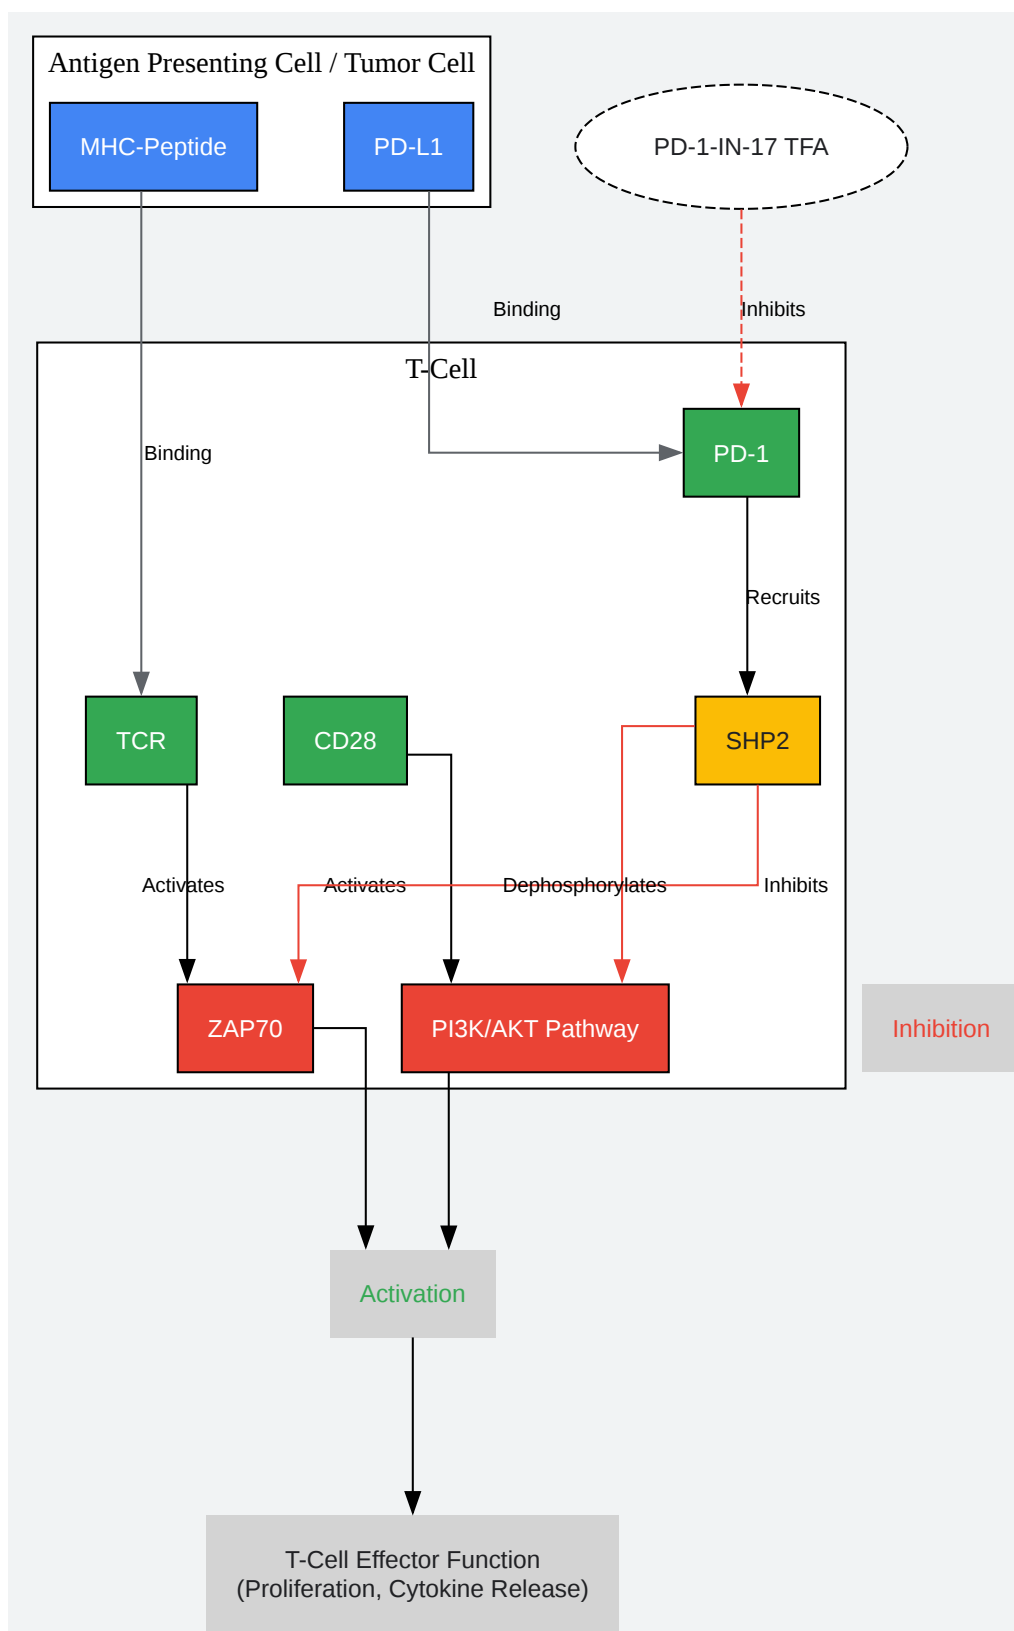 Antigen Presenting Cell / Tumor Cell
MHC-Peptide
PD-L1
PD-1-IN-17 TFA
Binding
Inhibits
T-Cell
Binding
PD-1
Recruits
TCR
CD28
SHP2
Activates
Activates
Dephosphorylates
Inhibits
ZAP70
PI3K/AKT Pathway
Inhibition
Activation
T-Cell Effector Function
(Proliferation, Cytokine Release)